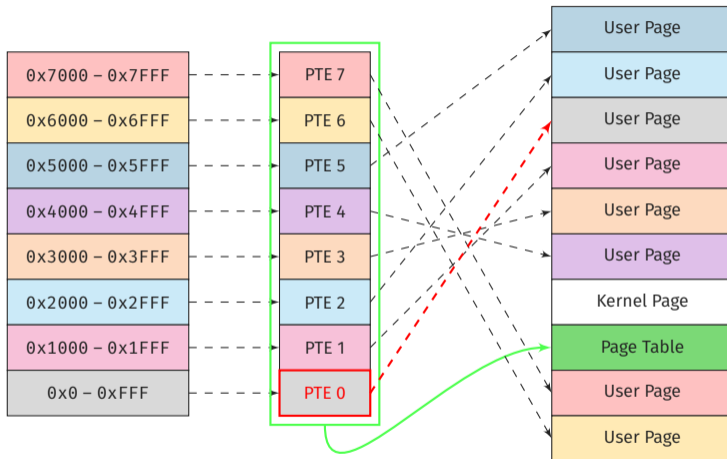 0x7000 – 0x7FFF
0x6000 – 0x6FFF
0x5000 – 0x5FFF
0x4000 – 0x4FFF
0x3000 – 0x3FFF
0x2000 – 0x2FFF
0x1000 – 0x1FFF
0x0 – 0xFFF
PTE 7
PTE 6
PTE 5
PTE 4
PTE 3
PTE 2
PTE 1
PTE 0
User Page
User Page
User Page
User Page
User Page
User Page
Kernel Page
Page Table
User Page
User Page